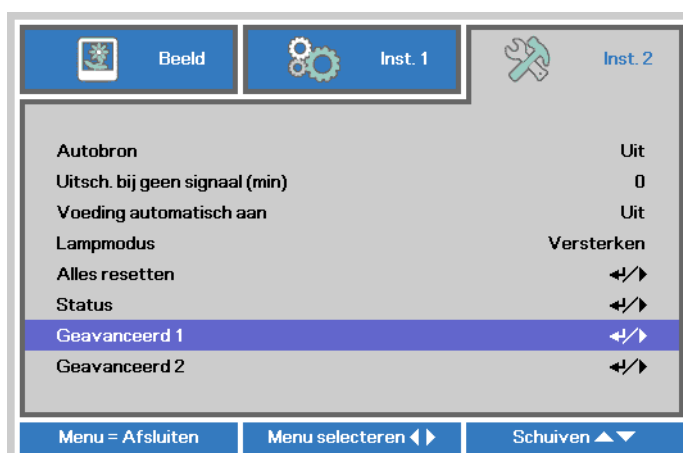 Beeld Inst. 1 Inst. 2
Autobron Uit
Uitsch. bij geen signaal (min) 0
Voeding automatisch aan Uit
Lampmodus Versterken
Alles resetten
Status
Geavanceerd 1
Geavanceerd 2
Menu = Afsluiten Menu selecteren Schuiven